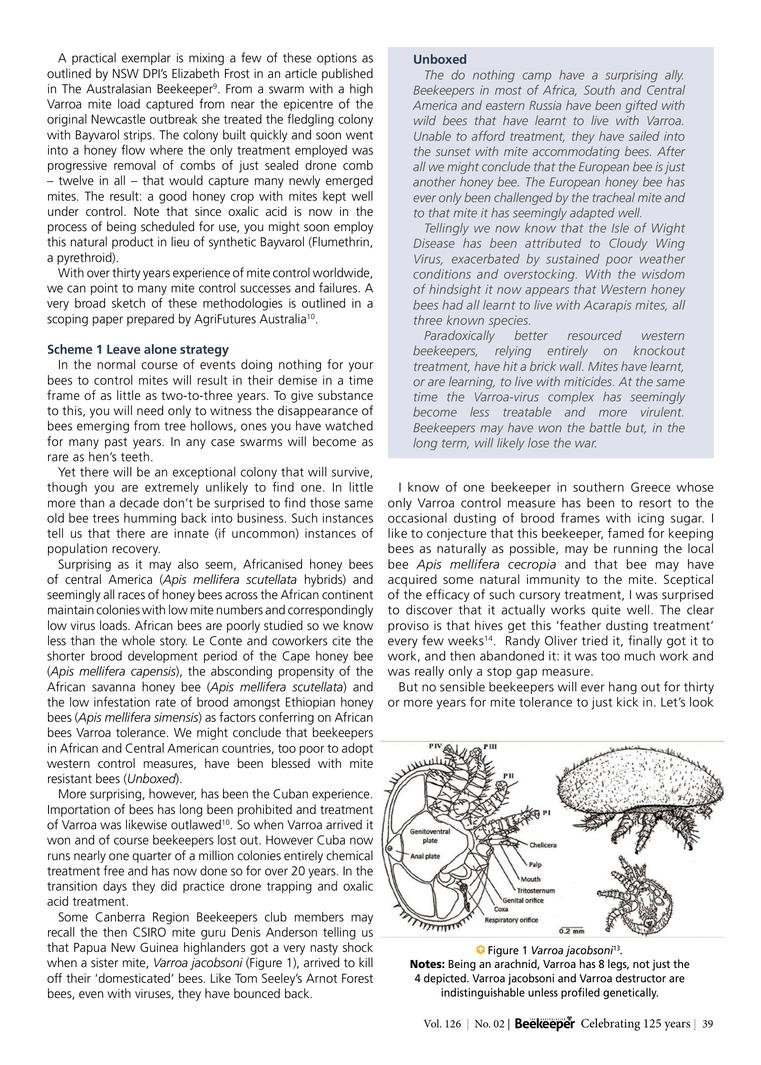 A practical exemplar is mixing a few of these options as
outlined by NSW DPI's Elizabeth Frost in an article published
in The Australasian Beekeeper⁹. From a swarm with a high
Varroa mite load captured from near the epicentre of the
original Newcastle outbreak she treated the fledgling colony
with Bayvarol strips. The colony built quickly and soon went
into a honey flow where the only treatment employed was
progressive removal of combs of just sealed drone comb
– twelve in all – that would capture many newly emerged
mites. The result: a good honey crop with mites kept well
under control. Note that since oxalic acid is now in the
process of being scheduled for use, you might soon employ
this natural product in lieu of synthetic Bayvarol (Flumethrin,
a pyrethroid).
With over thirty years experience of mite control worldwide,
we can point to many mite control successes and failures. A
very broad sketch of these methodologies is outlined in a
scoping paper prepared by AgriFutures Australia¹⁰.
Scheme 1 Leave alone strategy
In the normal course of events doing nothing for your
bees to control mites will result in their demise in a time
frame of as little as two-to-three years. To give substance
to this, you will need only to witness the disappearance of
bees emerging from tree hollows, ones you have watched
for many past years. In any case swarms will become as
rare as hen's teeth.
Yet there will be an exceptional colony that will survive,
though you are extremely unlikely to find one. In little
more than a decade don't be surprised to find those same
old bee trees humming back into business. Such instances
tell us that there are innate (if uncommon) instances of
population recovery.
Surprising as it may also seem, Africanised honey bees
of central America (Apis mellifera scutellata hybrids) and
seemingly all races of honey bees across the African continent
maintain colonies with low mite numbers and correspondingly
low virus loads. African bees are poorly studied so we know
less than the whole story. Le Conte and coworkers cite the
shorter brood development period of the Cape honey bee
(Apis mellifera capensis), the absconding propensity of the
African savanna honey bee (Apis mellifera scutellata) and
the low infestation rate of brood amongst Ethiopian honey
bees (Apis mellifera simensis) as factors conferring on African
bees Varroa tolerance. We might conclude that beekeepers
in African and Central American countries, too poor to adopt
western control measures, have been blessed with mite
resistant bees (Unboxed).
More surprising, however, has been the Cuban experience.
Importation of bees has long been prohibited and treatment
of Varroa was likewise outlawed¹⁰. So when Varroa arrived it
won and of course beekeepers lost out. However Cuba now
runs nearly one quarter of a million colonies entirely chemical
treatment free and has now done so for over 20 years. In the
transition days they did practice drone trapping and oxalic
acid treatment.
Some Canberra Region Beekeepers club members may
recall the then CSIRO mite guru Denis Anderson telling us
that Papua New Guinea highlanders got a very nasty shock
when a sister mite, Varroa jacobsoni (Figure 1), arrived to kill
off their 'domesticated' bees. Like Tom Seeley's Arnot Forest
bees, even with viruses, they have bounced back.
Unboxed
The do nothing camp have a surprising ally.
Beekeepers in most of Africa, South and Central
America and eastern Russia have been gifted with
wild bees that have learnt to live with Varroa.
Unable to afford treatment, they have sailed into
the sunset with mite accommodating bees. After
all we might conclude that the European bee is just
another honey bee. The European honey bee has
ever only been challenged by the tracheal mite and
to that mite it has seemingly adapted well.
Tellingly we now know that the Isle of Wight
Disease has been attributed to Cloudy Wing
Virus, exacerbated by sustained poor weather
conditions and overstocking. With the wisdom
of hindsight it now appears that Western honey
bees had all learnt to live with Acarapis mites, all
three known species.
Paradoxically better resourced western
beekeepers, relying entirely on knockout
treatment, have hit a brick wall. Mites have learnt,
or are learning, to live with miticides. At the same
time the Varroa-virus complex has seemingly
become less treatable and more virulent.
Beekeepers may have won the battle but, in the
long term, will likely lose the war.
I know of one beekeeper in southern Greece whose
only Varroa control measure has been to resort to the
occasional dusting of brood frames with icing sugar. I
like to conjecture that this beekeeper, famed for keeping
bees as naturally as possible, may be running the local
bee Apis mellifera cecropia and that bee may have
acquired some natural immunity to the mite. Sceptical
of the efficacy of such cursory treatment, I was surprised
to discover that it actually works quite well. The clear
proviso is that hives get this 'feather dusting treatment'
every few weeks¹⁴. Randy Oliver tried it, finally got it to
work, and then abandoned it: it was too much work and
was really only a stop gap measure.
But no sensible beekeepers will ever hang out for thirty
or more years for mite tolerance to just kick in. Let's look
PIV
PIII
PII
PI
Genitoventral
plate
Anal plate
Chelicera
Palp
Mouth
Tritosternum
Genital orifice
Coxa
Respiratory orifice
0.2 mm
Figure 1 Varroa jacobsoni¹³.
Notes: Being an arachnid, Varroa has 8 legs, not just the
4 depicted. Varroa jacobsoni and Varroa destructor are
indistinguishable unless profiled genetically.
Vol. 126 | No. 02 | Beekeeper Celebrating 125 years | 39